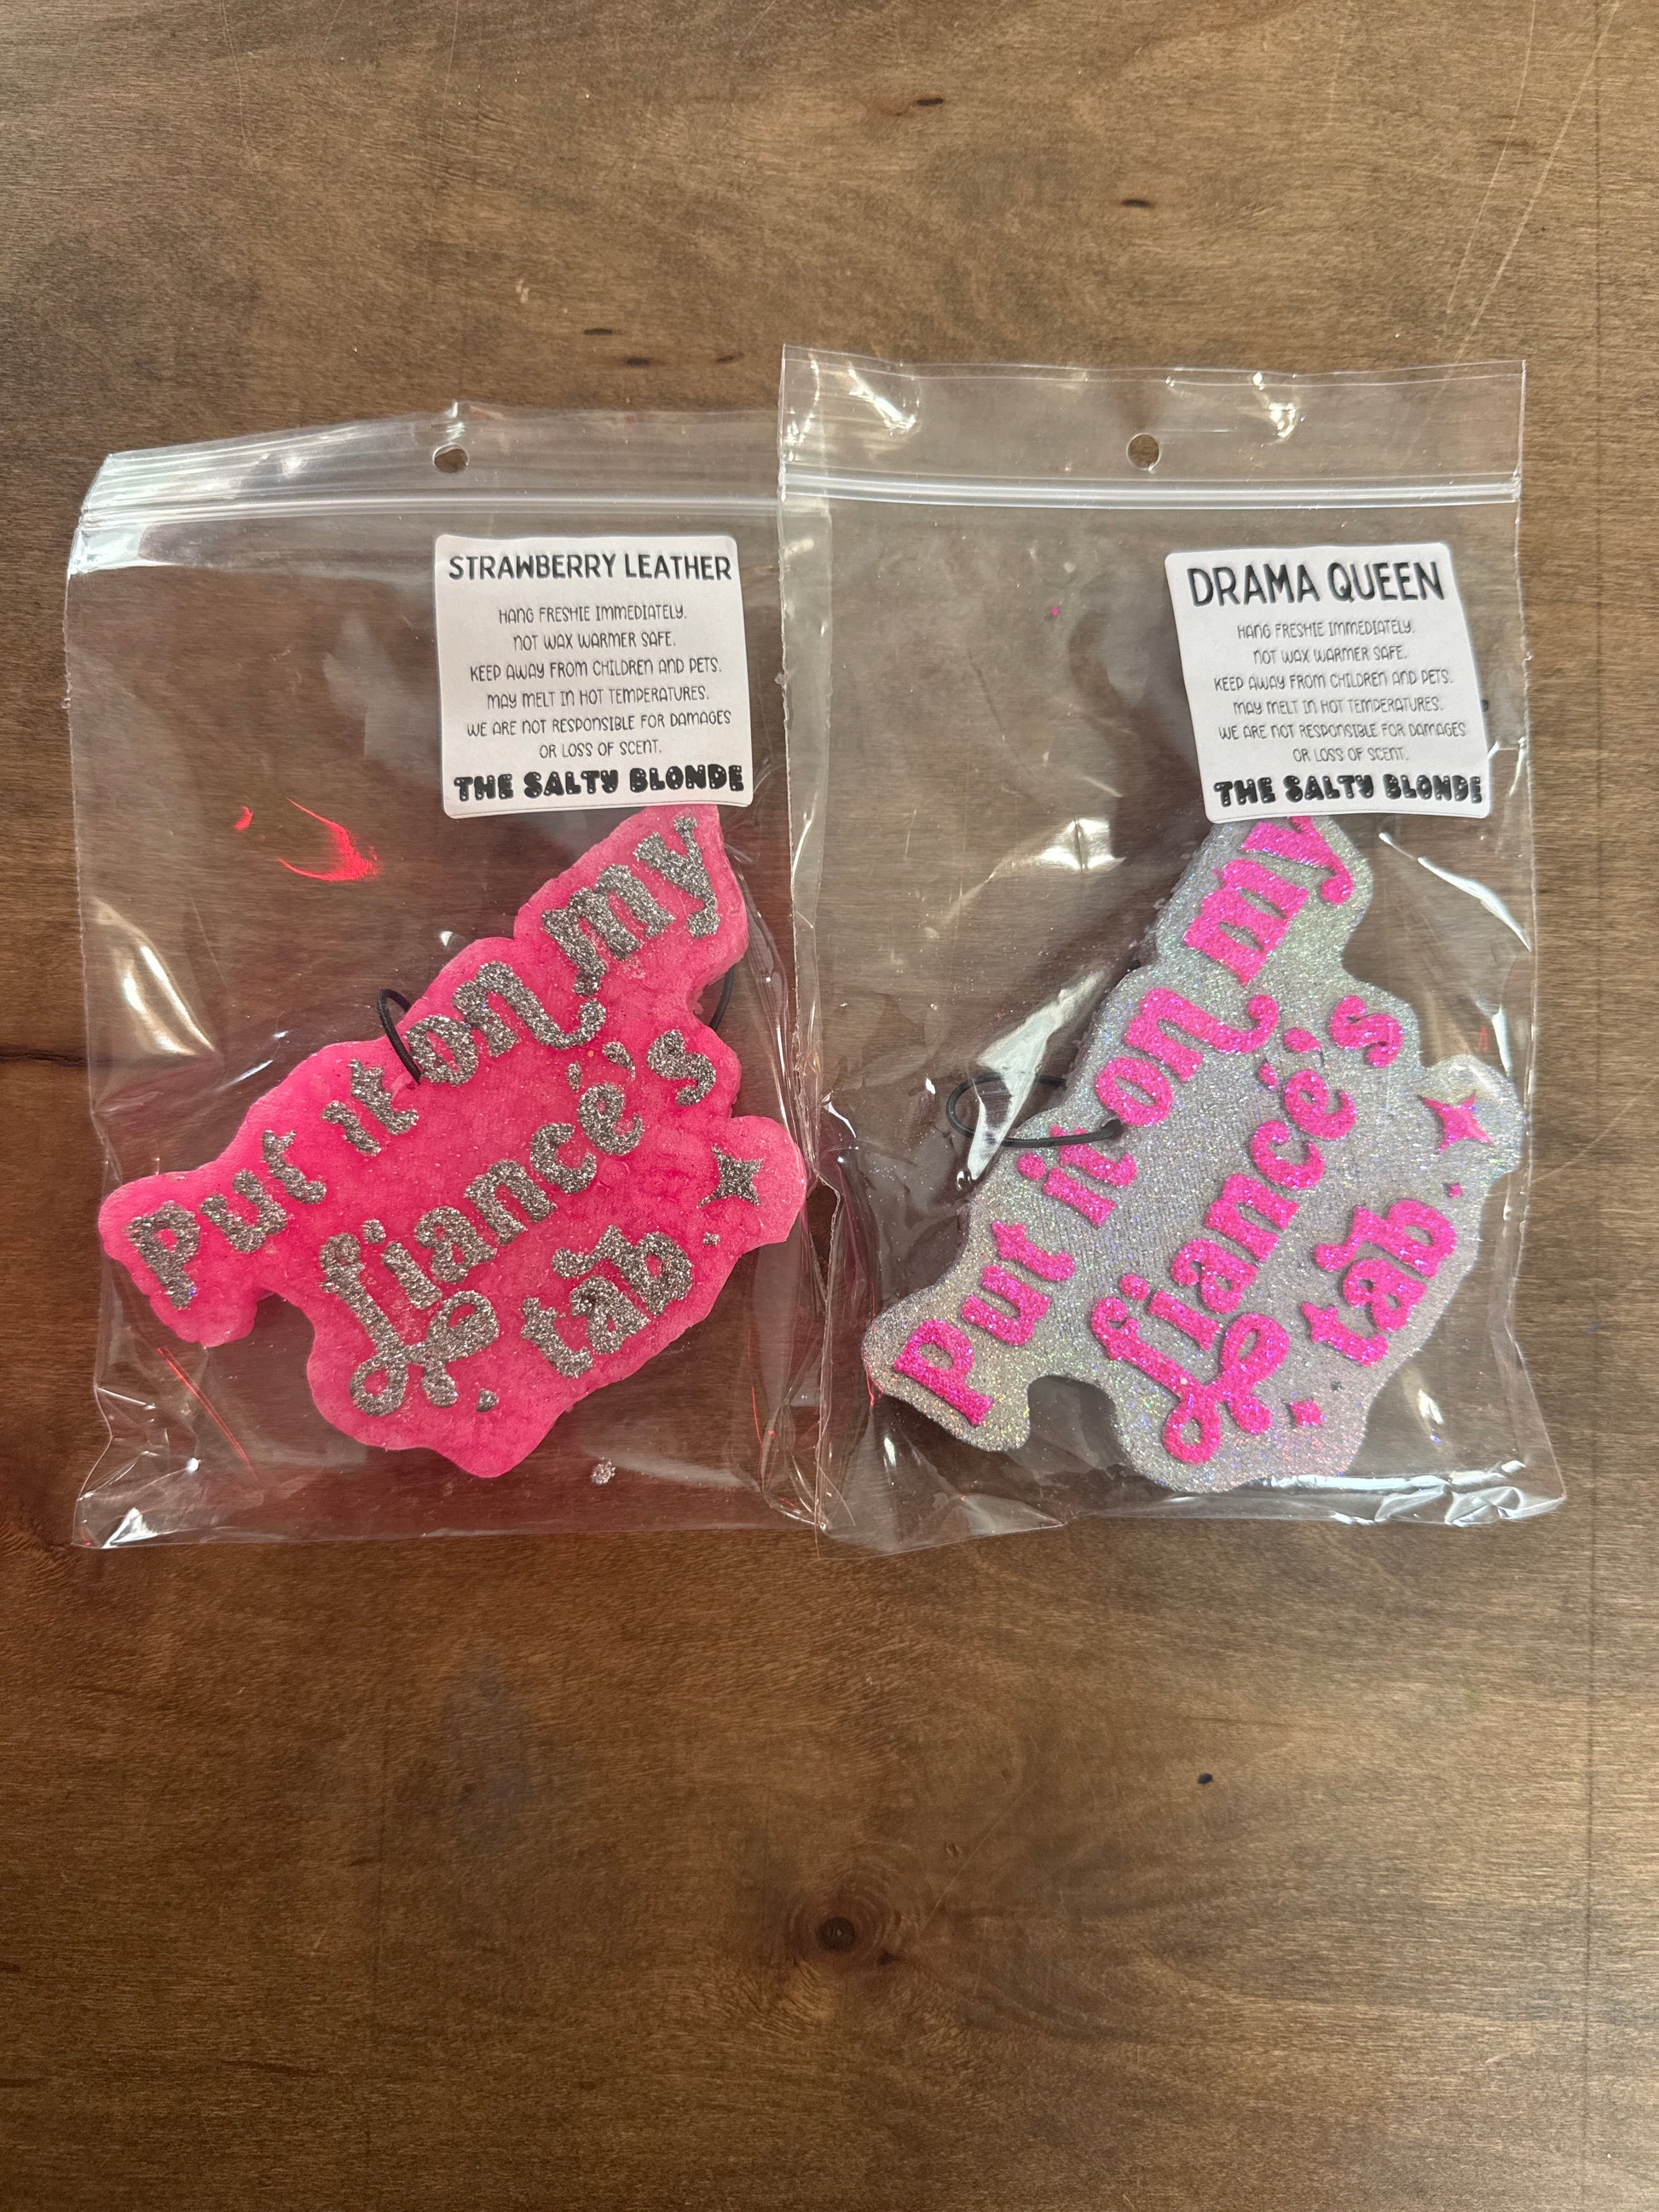 STRAWBERRY LEATHER
HANG FRESHIE IMMEDIATELY.
NOT WAX WARMER SAFE.
KEEP AWAY FROM CHILDREN AND PETS.
MAY MELT IN HOT TEMPERATURES.
WE ARE NOT RESPONSIBLE FOR DAMAGES
OR LOSS OF SCENT.
THE SALTY BLONDE
Put it on my
fiancé's
tab
DRAMA QUEEN
HANG FRESHIE IMMEDIATELY.
NOT WAX WARMER SAFE.
KEEP AWAY FROM CHILDREN AND PETS.
MAY MELT IN HOT TEMPERATURES.
WE ARE NOT RESPONSIBLE FOR DAMAGES
OR LOSS OF SCENT.
THE SALTY BLONDE
Put it on my
fiancé's
tab